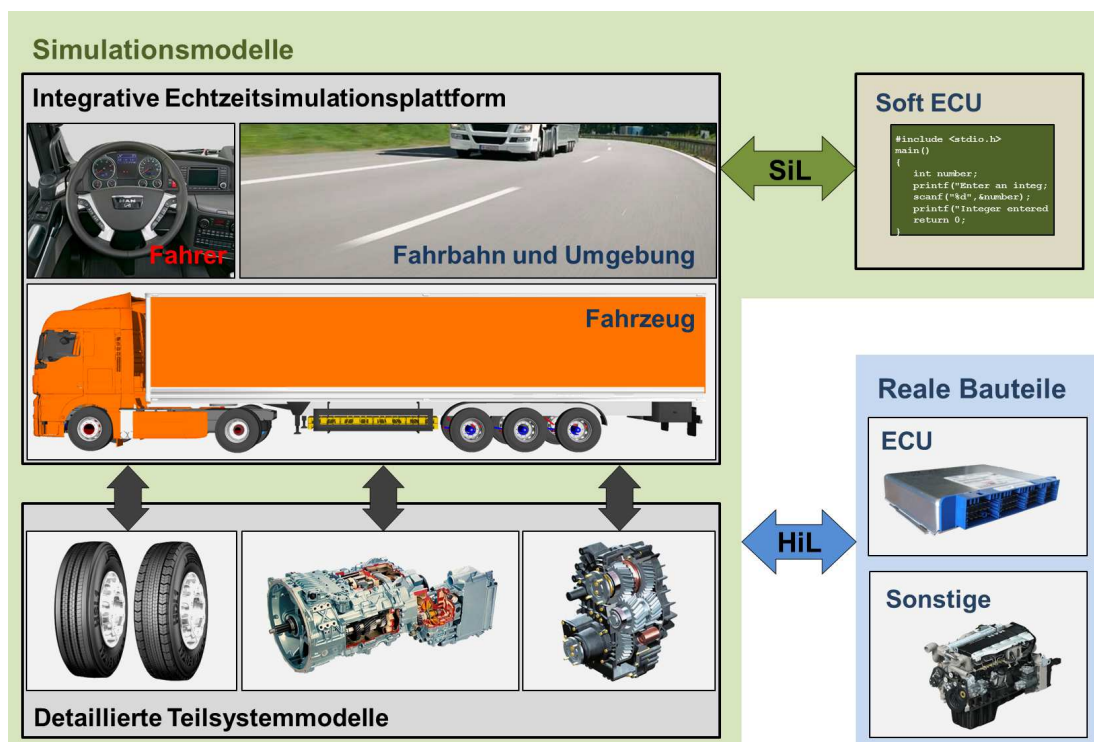 Simulationsmodelle
Integrative Echtzeitsimulationsplattform
Fahrer
Fahrbahn und Umgebung
Fahrzeug
SiL
Soft ECU
#include <stdio.h>
main()
{
int number;
printf("Enter an integ;
scanf("%d",&number);
printf("Integer entered
return 0;
}
Reale Bauteile
ECU
HiL
Sonstige
Detaillierte Teilsystemmodelle
MAN